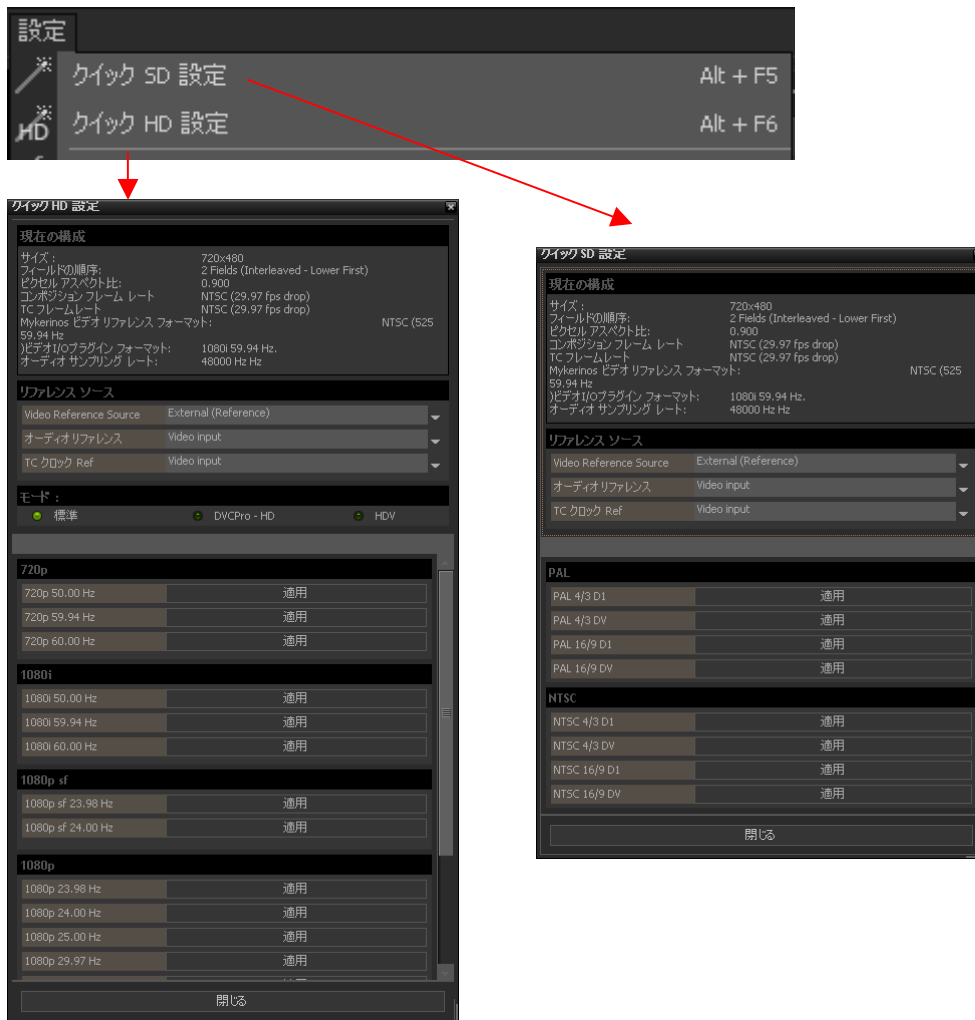 設定
クイック SD 設定 Alt + F5
クイック HD 設定 Alt + F6
クイック HD 設定
現在の構成
サイズ : 720x480
フィールドの順序: 2 Fields (Interleaved - Lower First)
ピクセル アスペクト比: 0.900
コンポジション フレーム レート NTSC (29.97 fps drop)
TC フレームレート NTSC (29.97 fps drop)
Mykerinos ビデオ リファレンス フォーマット: NTSC (525
59.94 Hz
)ビデオI/Oプラグイン フォーマット: 1080i 59.94 Hz.
オーディオ サンプリング レート: 48000 Hz Hz
リファレンス ソース
Video Reference Source External (Reference)
オーディオ リファレンス Video input
TC クロック Ref Video input
モード :
標準 DVCPro - HD HDV
720p
720p 50.00 Hz 適用
720p 59.94 Hz 適用
720p 60.00 Hz 適用
1080i
1080i 50.00 Hz 適用
1080i 59.94 Hz 適用
1080i 60.00 Hz 適用
1080p sf
1080p sf 23.98 Hz 適用
1080p sf 24.00 Hz 適用
1080p
1080p 23.98 Hz 適用
1080p 24.00 Hz 適用
1080p 25.00 Hz 適用
1080p 29.97 Hz 適用
閉じる
クイック SD 設定
現在の構成
サイズ : 720x480
フィールドの順序: 2 Fields (Interleaved - Lower First)
ピクセル アスペクト比: 0.900
コンポジション フレーム レート NTSC (29.97 fps drop)
TC フレームレート NTSC (29.97 fps drop)
Mykerinos ビデオ リファレンス フォーマット: NTSC (525
59.94 Hz
)ビデオI/Oプラグイン フォーマット: 1080i 59.94 Hz.
オーディオ サンプリング レート: 48000 Hz Hz
リファレンス ソース
Video Reference Source External (Reference)
オーディオ リファレンス Video input
TC クロック Ref Video input
PAL
PAL 4/3 D1 適用
PAL 4/3 DV 適用
PAL 16/9 D1 適用
PAL 16/9 DV 適用
NTSC
NTSC 4/3 D1 適用
NTSC 4/3 DV 適用
NTSC 16/9 D1 適用
NTSC 16/9 DV 適用
閉じる